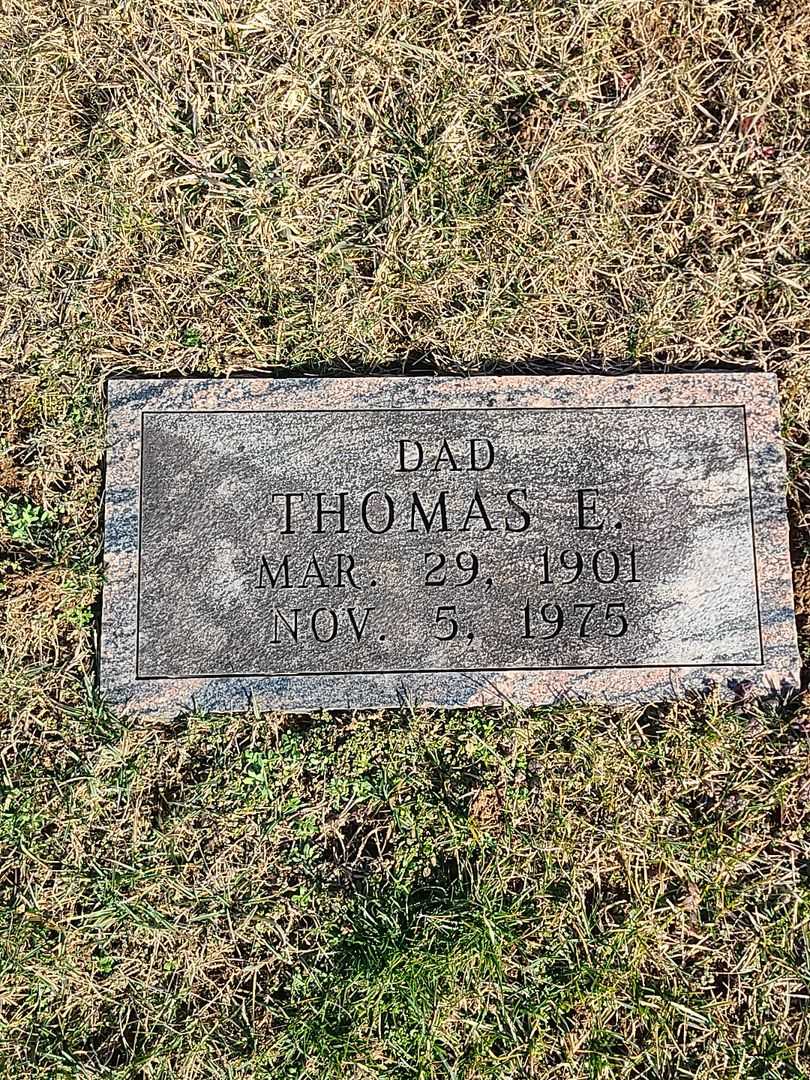 DAD
THOMAS E.
MAR. 29, 1901
NOV. 5, 1975